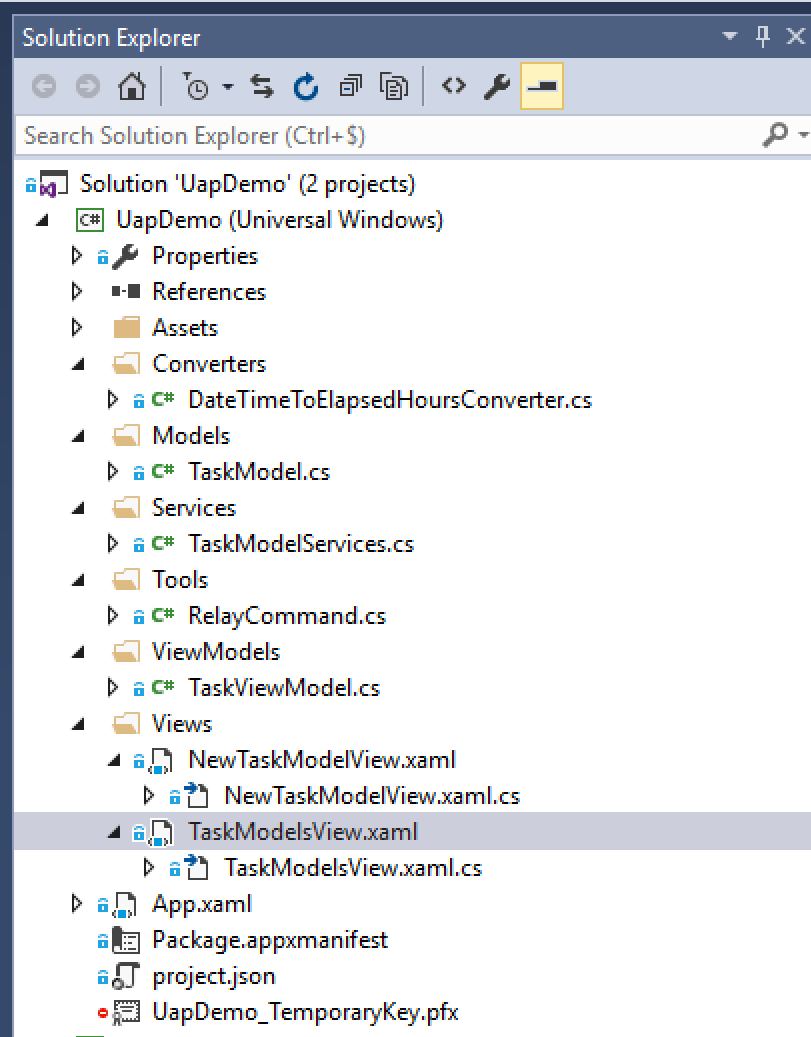 Solution Explorer
Search Solution Explorer (Ctrl+$)
Solution 'UapDemo' (2 projects)
C# UapDemo (Universal Windows)
Properties
References
Assets
Converters
C# DateTimeToElapsedHoursConverter.cs
Models
C# TaskModel.cs
Services
C# TaskModelServices.cs
Tools
C# RelayCommand.cs
ViewModels
C# TaskViewModel.cs
Views
NewTaskModelView.xaml
NewTaskModelView.xaml.cs
TaskModelsView.xaml
TaskModelsView.xaml.cs
App.xaml
Package.appxmanifest
project.json
UapDemo_TemporaryKey.pfx